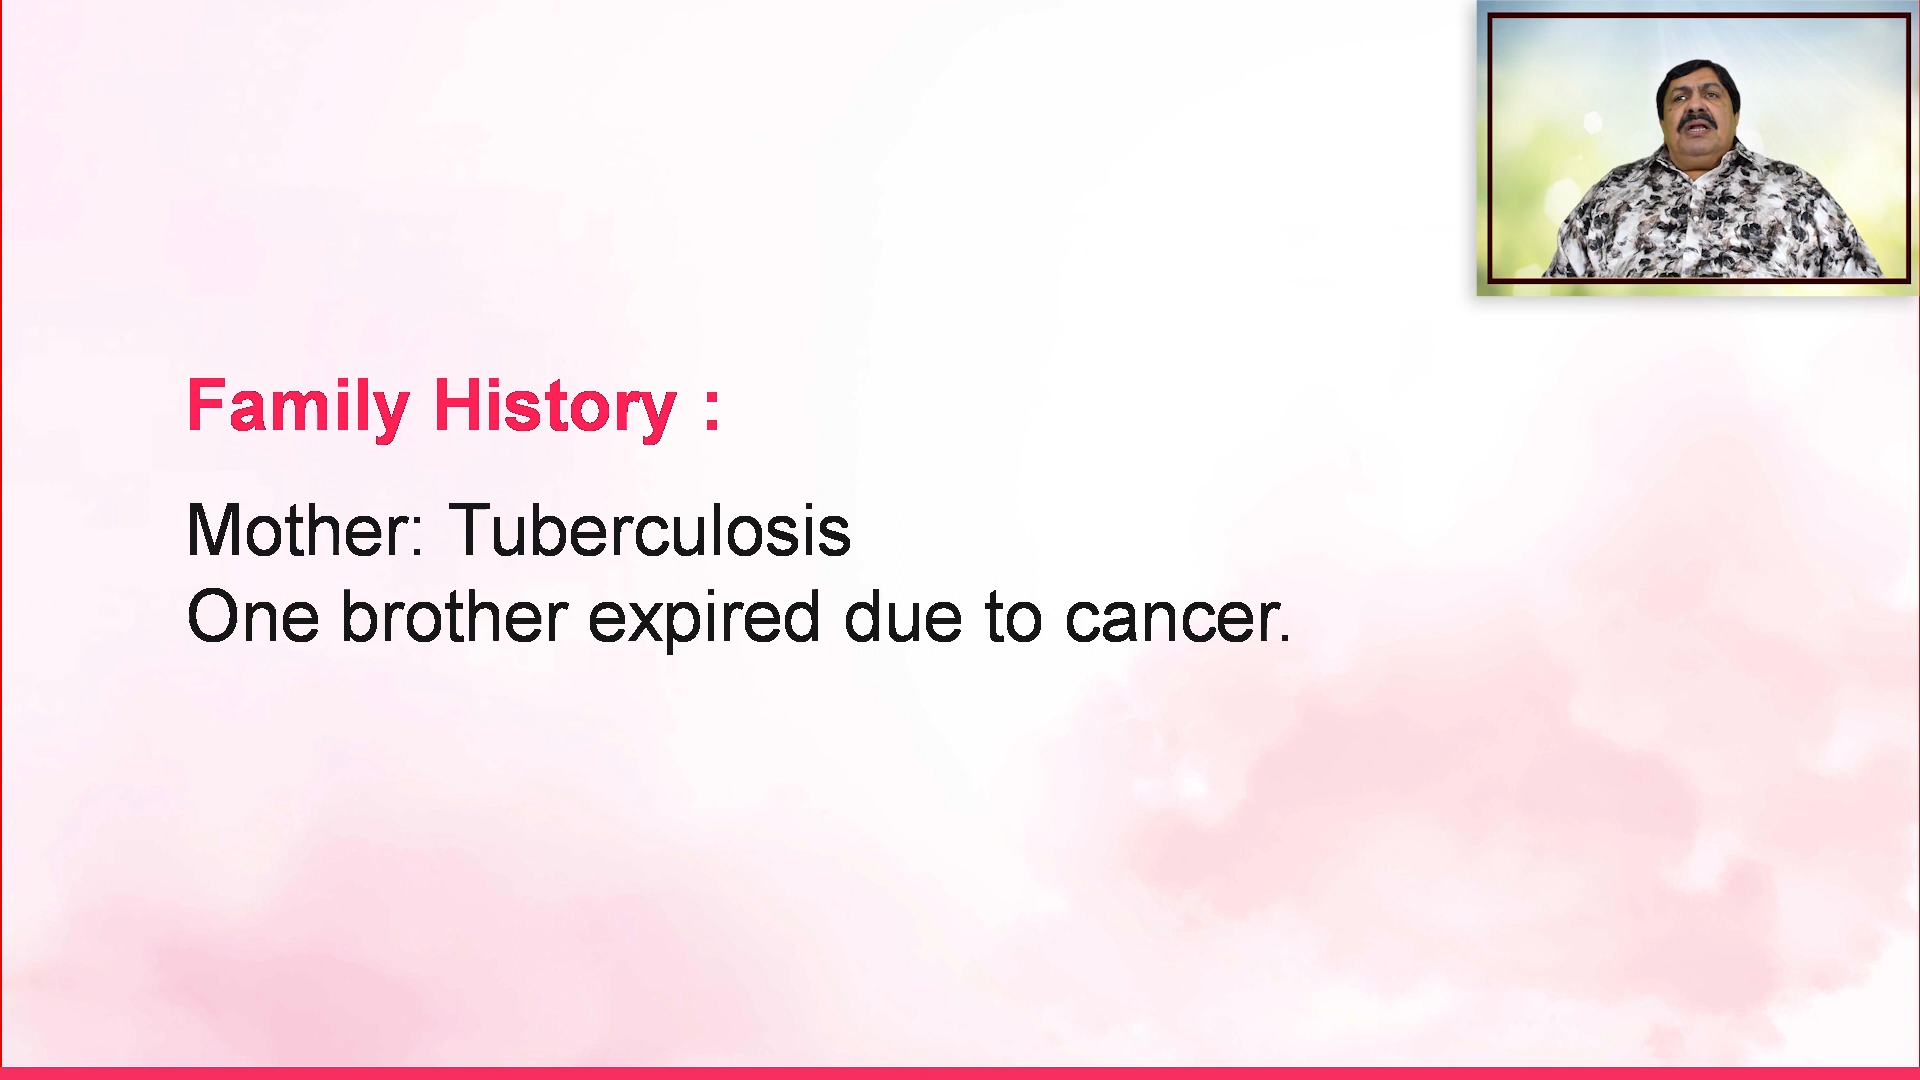 Family History :
Mother: Tuberculosis
One brother expired due to cancer.